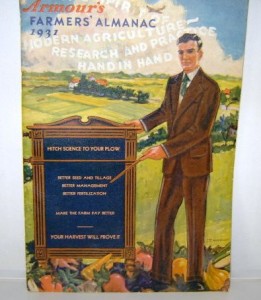 Armour's
FARMERS' ALMANAC
1932
MODERN AGRICULTURE
RESEARCH AND PRACTICE
HAND IN HAND
HITCH SCIENCE TO YOUR PLOW
BETTER SEED AND TILLAGE
BETTER MANAGEMENT
BETTER FERTILIZATION
MAKE THE FARM PAY BETTER
YOUR HARVEST WILL PROVE IT